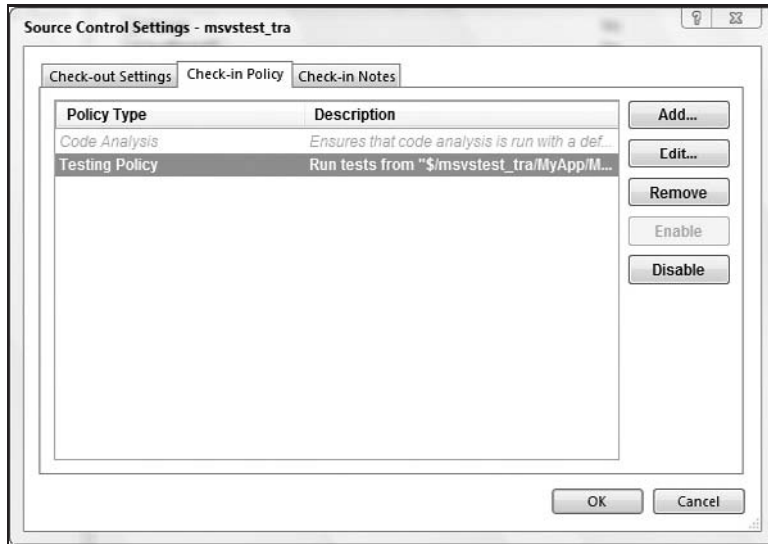 Source Control Settings - msvstest_tra
Check-out Settings Check-in Policy Check-in Notes
Policy Type Description
Code Analysis Ensures that code analysis is run with a def...
Testing Policy Run tests from "$/msvstest_tra/MyApp/M...
Add...
Edit...
Remove
Enable
Disable
OK Cancel